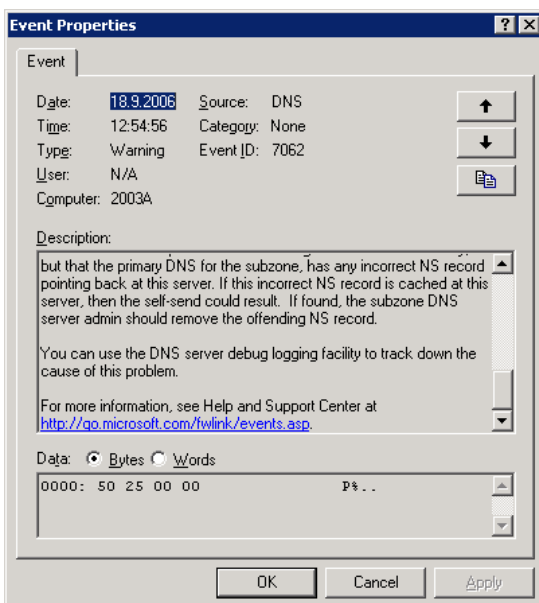 Event Properties
Event
Date: 18.9.2006 Source: DNS
Time: 12:54:56 Category: None
Type: Warning Event ID: 7062
User: N/A
Computer: 2003A
Description:
but that the primary DNS for the subzone, has any incorrect NS record
pointing back at this server. If this incorrect NS record is cached at this
server, then the self-send could result. If found, the subzone DNS
server admin should remove the offending NS record.
You can use the DNS server debug logging facility to track down the
cause of this problem.
For more information, see Help and Support Center at
http://go.microsoft.com/fwlink/events.asp.
Data: Bytes Words
0000: 50 25 00 00 P%..
OK Cancel Apply